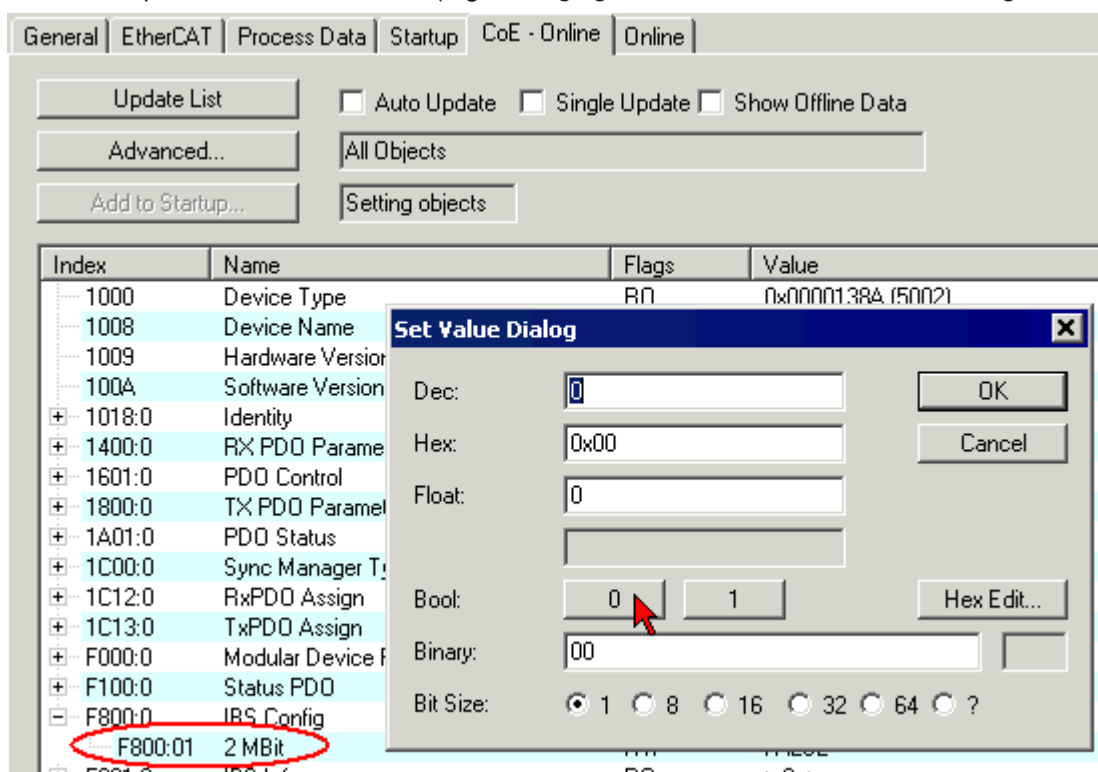 General EtherCAT Process Data Startup CoE - Online Online
Update List Auto Update Single Update Show Offline Data
Advanced... All Objects
Add to Startup... Setting objects
Index Name Flags Value
1000 Device Type RO 0x0000138A (5002)
1008 Device Name
1009 Hardware Version
100A Software Version
1018:0 Identity
1400:0 RX PDO Parame
1601:0 PDO Control
1800:0 TX PDO Paramet
1A01:0 PDO Status
1C00:0 Sync Manager Ty
1C12:0 RxPDO Assign
1C13:0 TxPDO Assign
F000:0 Modular Device P
F100:0 Status PDO
F800:0 IBS Config
F800:01 2 MBit
Set Value Dialog
Dec: 0 OK
Hex: 0x00 Cancel
Float: 0
Bool: 0 1 Hex Edit...
Binary: 00
Bit Size: 1 8 16 32 64 ?